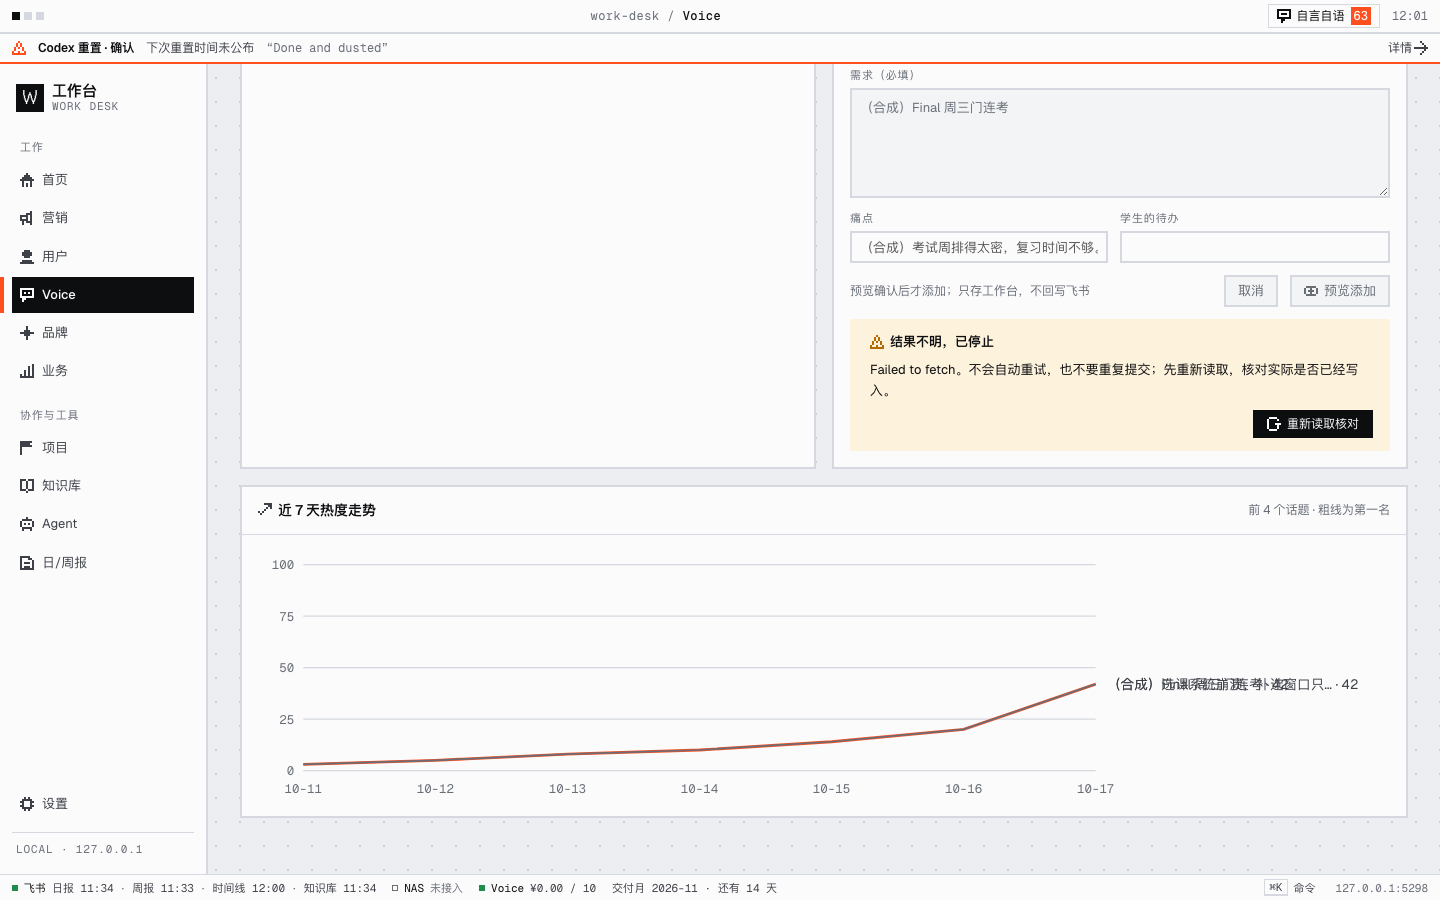 work-desk / Voice
自言自语 63
12:01
Codex 重置 · 确认 下次重置时间未公布 “Done and dusted”
详情
W
工作台
WORK DESK
工作
首页
营销
用户
Voice
品牌
业务
协作与工具
项目
知识库
Agent
日/周报
设置
LOCAL · 127.0.0.1
需求（必填）
（合成）Final 周三门连考
痛点
学生的待办
（合成）考试周排得太密，复习时间不够。
预览确认后才添加；只存工作台，不回写飞书
取消
预览添加
结果不明，已停止
Failed to fetch。不会自动重试，也不要重复提交；先重新读取，核对实际是否已经写
入。
重新读取核对
近 7 天热度走势
前 4 个话题 · 粗线为第一名
100
75
50
25
0
（合成）
窗口只… · 42
10-11
10-12
10-13
10-14
10-15
10-16
10-17
飞书 日报 11:34 · 周报 11:33 · 时间线 12:00 · 知识库 11:34
NAS 未接入
Voice ¥0.00 / 10
交付月 2026-11 · 还有 14 天
⌘K 命令
127.0.0.1:5298